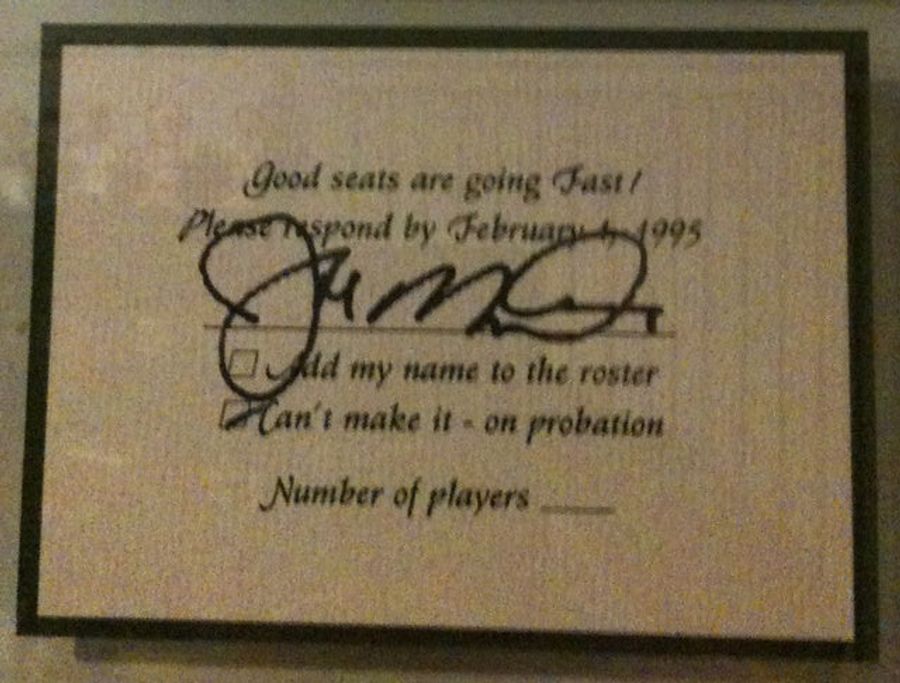 Good seats are going Fast!
Please respond by February 1, 1995
Add my name to the roster
Can't make it - on probation
Number of players ____